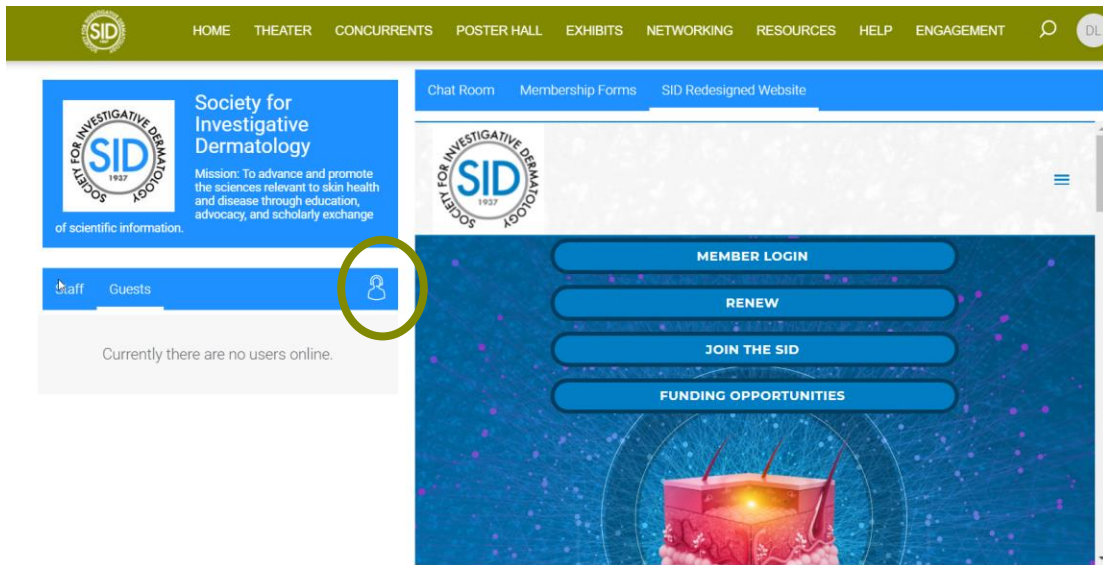 SID
HOME THEATER CONCURRENTS POSTER HALL EXHIBITS NETWORKING RESOURCES HELP ENGAGEMENT DL
SOCIETY FOR INVESTIGATIVE DERMATOLOGY
SID
1937
Society for
Investigative
Dermatology
Mission: To advance and promote
the sciences relevant to skin health
and disease through education,
advocacy, and scholarly exchange
of scientific information.
Staff Guests
Currently there are no users online.
Chat Room Membership Forms SID Redesigned Website
SOCIETY FOR INVESTIGATIVE DERMATOLOGY
SID
1937
MEMBER LOGIN
RENEW
JOIN THE SID
FUNDING OPPORTUNITIES